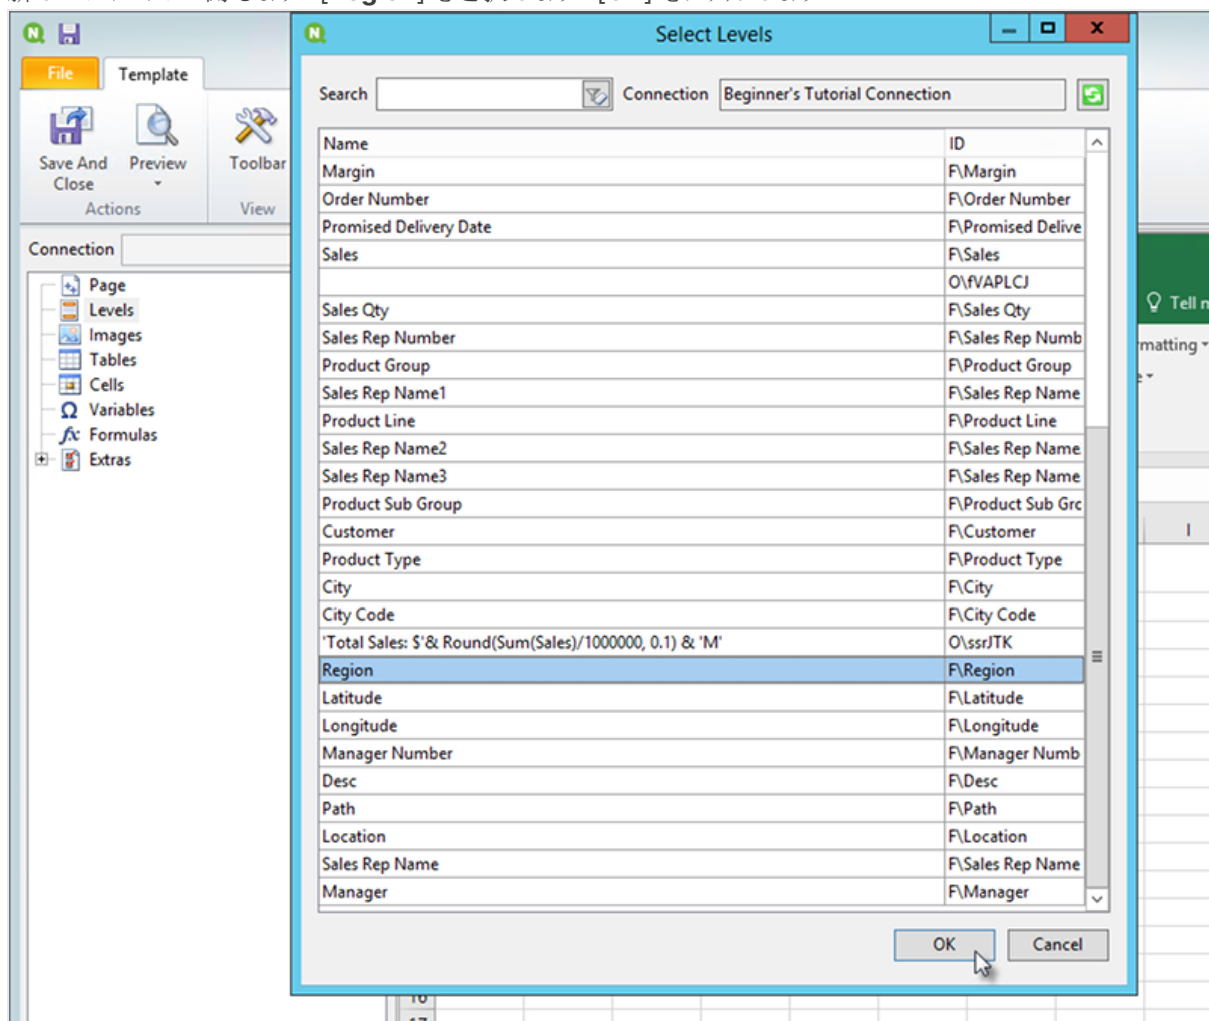 Select Levels
File
Template
Search
Connection
Beginner's Tutorial Connection
Save And Close
Preview
Toolbar
Actions
View
Connection
Page
Levels
Images
Tables
Cells
Variables
Formulas
Extras
Name ID
Margin F\Margin
Order Number F\Order Number
Promised Delivery Date F\Promised Delive
Sales F\Sales
O\fVAPLCJ
Sales Qty F\Sales Qty
Sales Rep Number F\Sales Rep Numb
Product Group F\Product Group
Sales Rep Name1 F\Sales Rep Name
Product Line F\Product Line
Sales Rep Name2 F\Sales Rep Name
Sales Rep Name3 F\Sales Rep Name
Product Sub Group F\Product Sub Grc
Customer F\Customer
Product Type F\Product Type
City F\City
City Code F\City Code
'Total Sales: $'& Round(Sum(Sales)/1000000, 0.1) & 'M' O\ssrJTK
Region F\Region
Latitude F\Latitude
Longitude F\Longitude
Manager Number F\Manager Numb
Desc F\Desc
Path F\Path
Location F\Location
Sales Rep Name F\Sales Rep Name
Manager F\Manager
OK
Cancel
Tell
matting
I
16